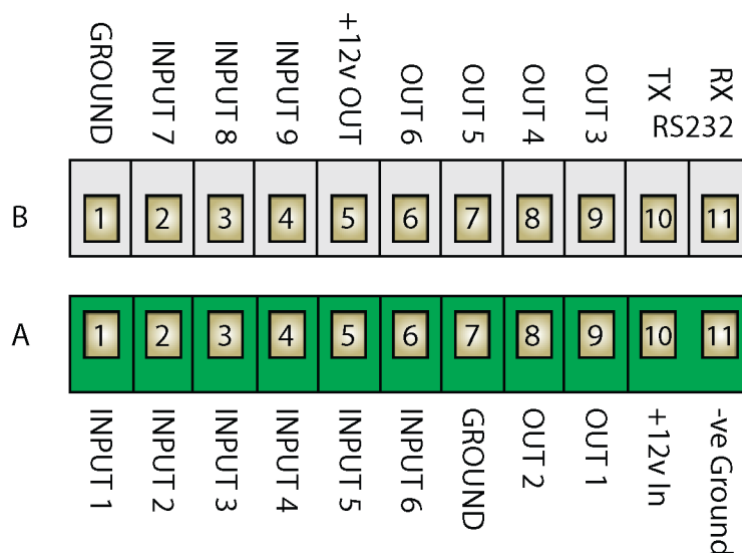 GROUND
INPUT 7
INPUT 8
INPUT 9
+12v OUT
OUT 6
OUT 5
OUT 4
OUT 3
TX
RX
RS232
B
1 2 3 4 5 6 7 8 9 10 11
A
1 2 3 4 5 6 7 8 9 10 11
INPUT 1
INPUT 2
INPUT 3
INPUT 4
INPUT 5
INPUT 6
GROUND
OUT 2
OUT 1
+12v In
-ve Ground